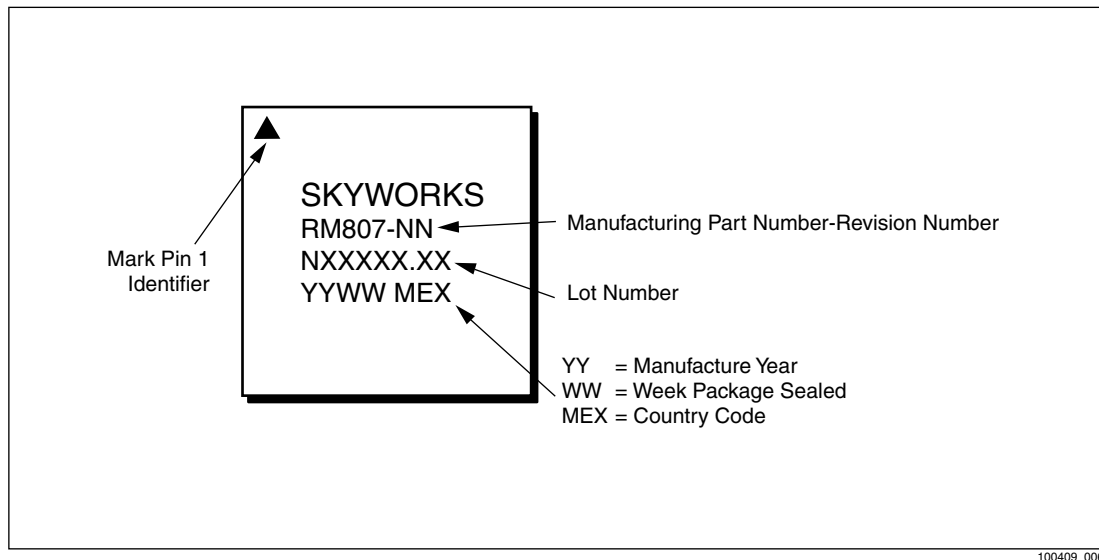 SKYWORKS
RM807-NN
Manufacturing Part Number-Revision Number
Mark Pin 1
Identifier
NXXXXX.XX
Lot Number
YYWW MEX
YY = Manufacture Year
WW = Week Package Sealed
MEX = Country Code